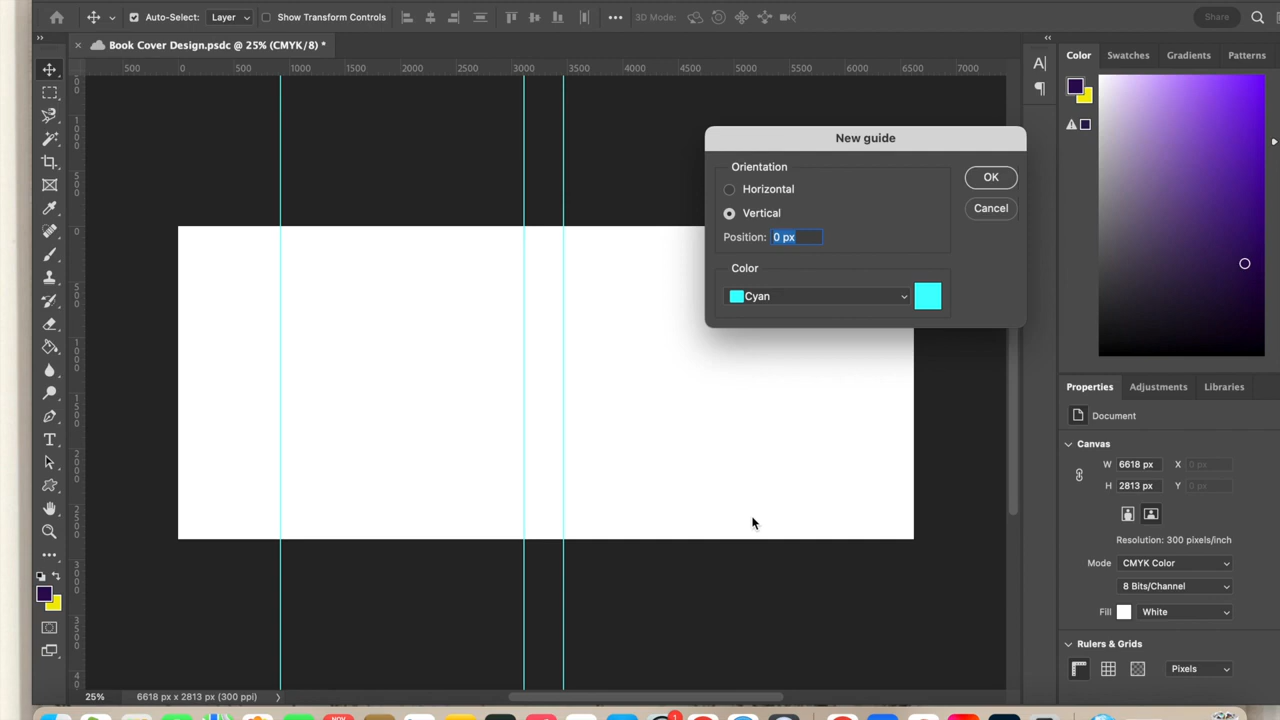 Auto-Select: Layer Show Transform Controls 3D Mode: Share
Book Cover Design.psdc @ 25% (CMYK/8) *
500 0 500 1000 1500 2000 2500 3000 3500 4000 4500 5000 5500 6000 6500 7000
Color Swatches Gradients Patterns
New guide
Orientation
Horizontal
OK
Vertical
Cancel
Position: 0 px
Color
Cyan
Properties Adjustments Libraries
Document
Canvas
W 6618 px X 0 px
H 2813 px Y 0 px
Resolution: 300 pixels/inch
Mode CMYK Color
8 Bits/Channel
Fill White
Rulers & Grids
Pixels
25% 6618 px x 2813 px (300 ppi)